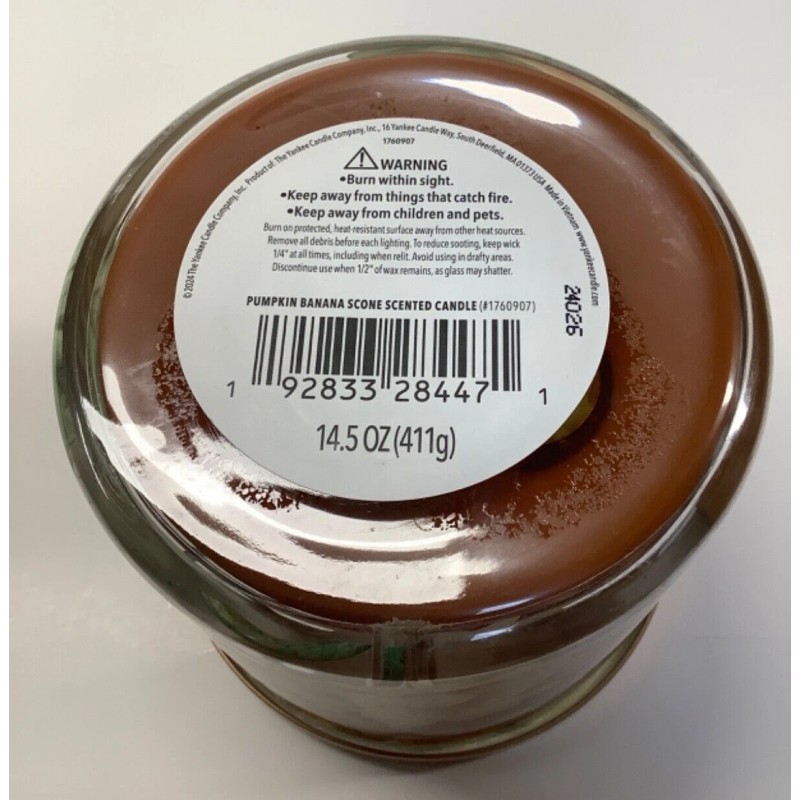 © 2024 The Yankee Candle Company, Inc. Product of: The Yankee Candle Company, Inc., 16 Yankee Candle Way, South Deerfield, MA 01373 USA Made in Vietnam www.yankeecandle.com
1760907
WARNING
•Burn within sight.
•Keep away from things that catch fire.
•Keep away from children and pets.
Burn on protected, heat-resistant surface away from other heat sources.
Remove all debris before each lighting. To reduce sooting, keep wick
1/4" at all times, including when relit. Avoid using in drafty areas.
Discontinue use when 1/2" of wax remains, as glass may shatter.
24026
PUMPKIN BANANA SCONE SCENTED CANDLE (#1760907)
1 92833 28447 1
14.5 OZ (411g)